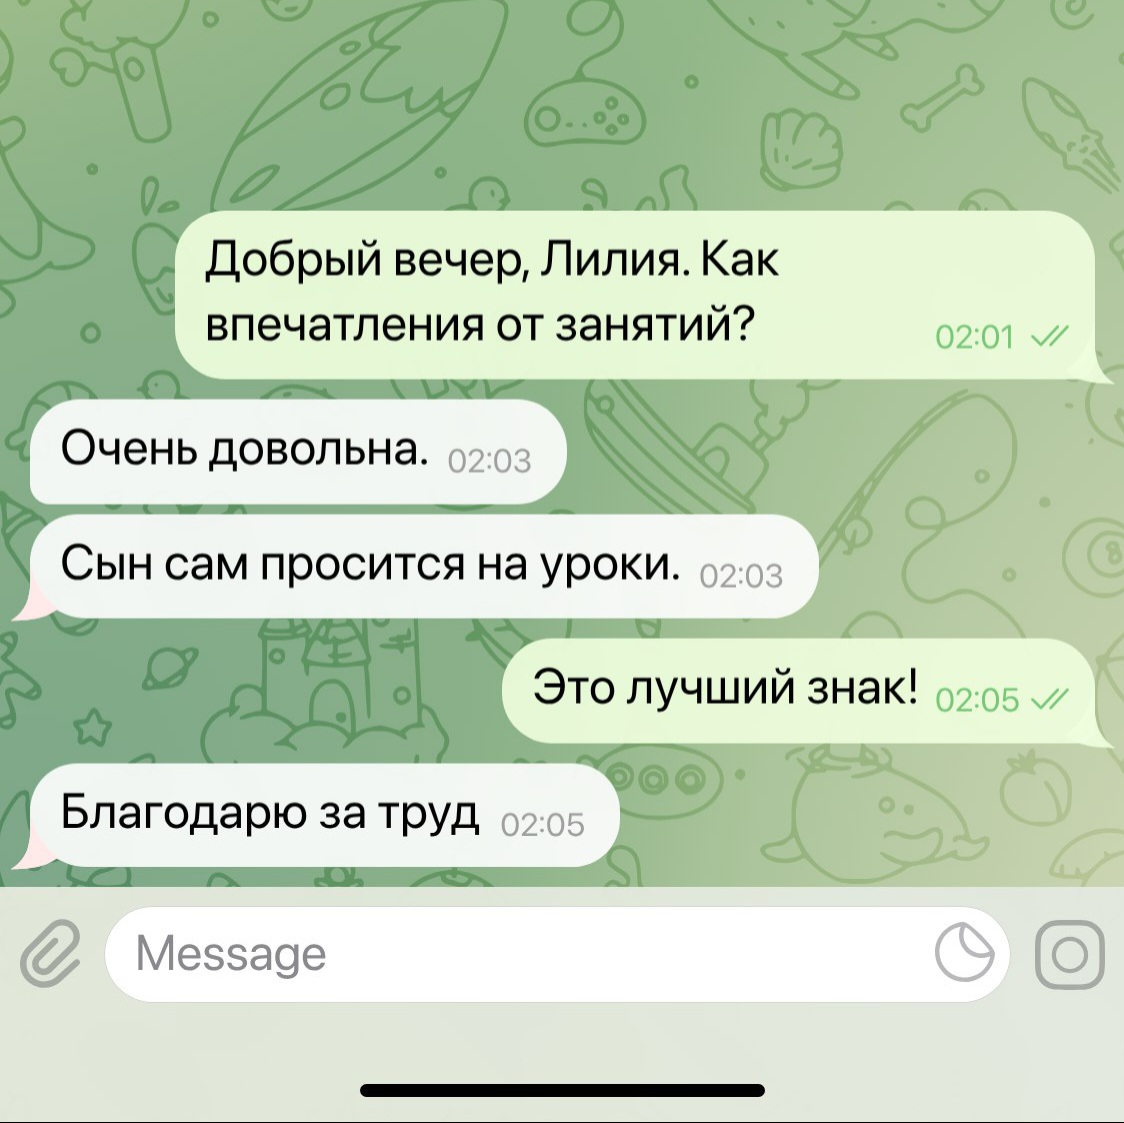 Добрый вечер, Лилия. Как
впечатления от занятий?
02:01
Очень довольна. 02:03
Сын сам просится на уроки. 02:03
Это лучший знак! 02:05
Благодарю за труд 02:05
Message